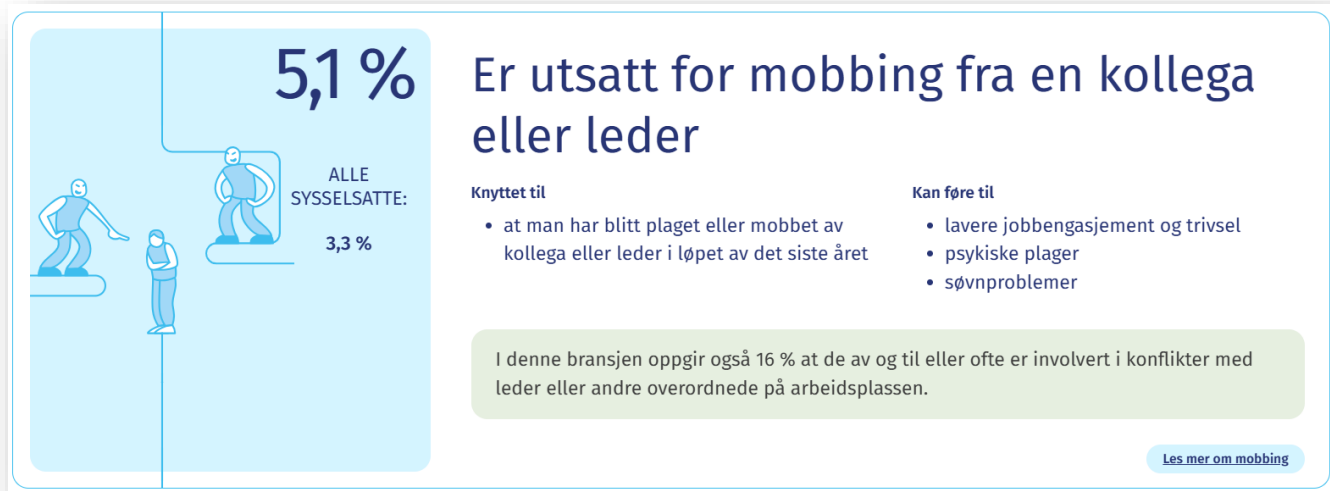 5,1 %
ALLE
SYSSELSATTE:
3,3 %
Er utsatt for mobbing fra en kollega
eller leder
Knyttet til
• at man har blitt plaget eller mobbet av
kollega eller leder i løpet av det siste året
Kan føre til
• lavere jobbengasjement og trivsel
• psykiske plager
• søvnproblemer
I denne bransjen oppgir også 16 % at de av og til eller ofte er involvert i konflikter med
leder eller andre overordnede på arbeidsplassen.
Les mer om mobbing